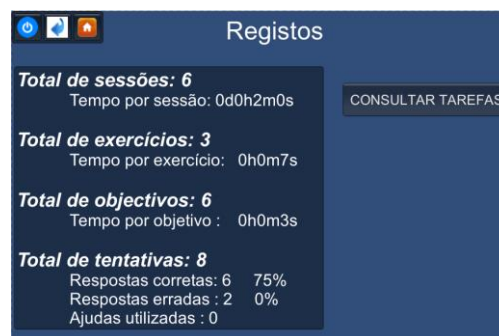 Registos
Total de sessões: 6
Tempo por sessão: 0d0h2m0s
CONSULTAR TAREFAS
Total de exercícios: 3
Tempo por exercício: 0h0m7s
Total de objectivos: 6
Tempo por objetivo : 0h0m3s
Total de tentativas: 8
Respostas corretas: 6 75%
Respostas erradas : 2 0%
Ajudas utilizadas : 0